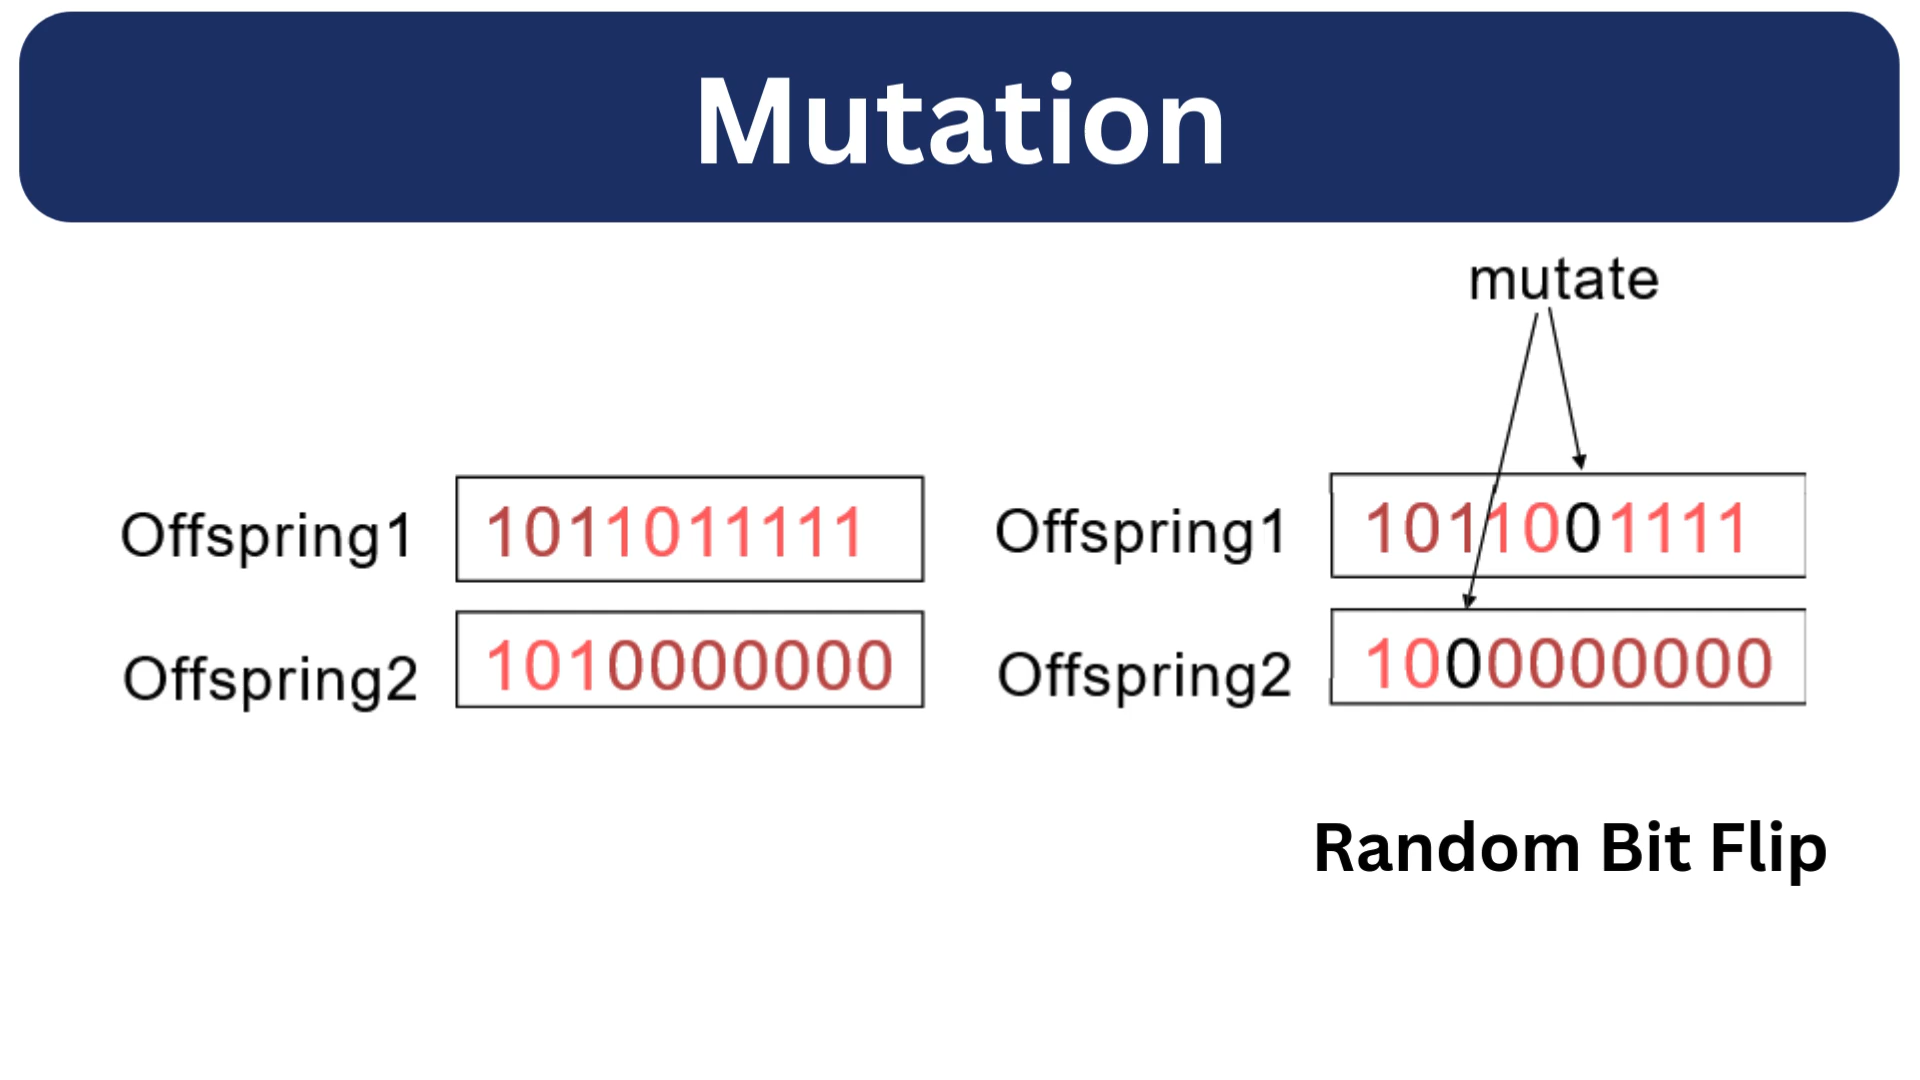 Mutation
mutate
Offspring1 1011011111 Offspring1 1011001111
Offspring2 1010000000 Offspring2 1000000000
Random Bit Flip